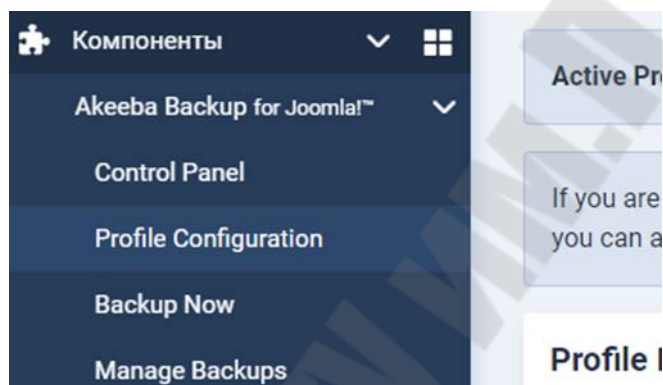 Компоненты
Akeeba Backup for Joomla!™
Control Panel
Profile Configuration
Backup Now
Manage Backups
Active
If you are
you can
Profile